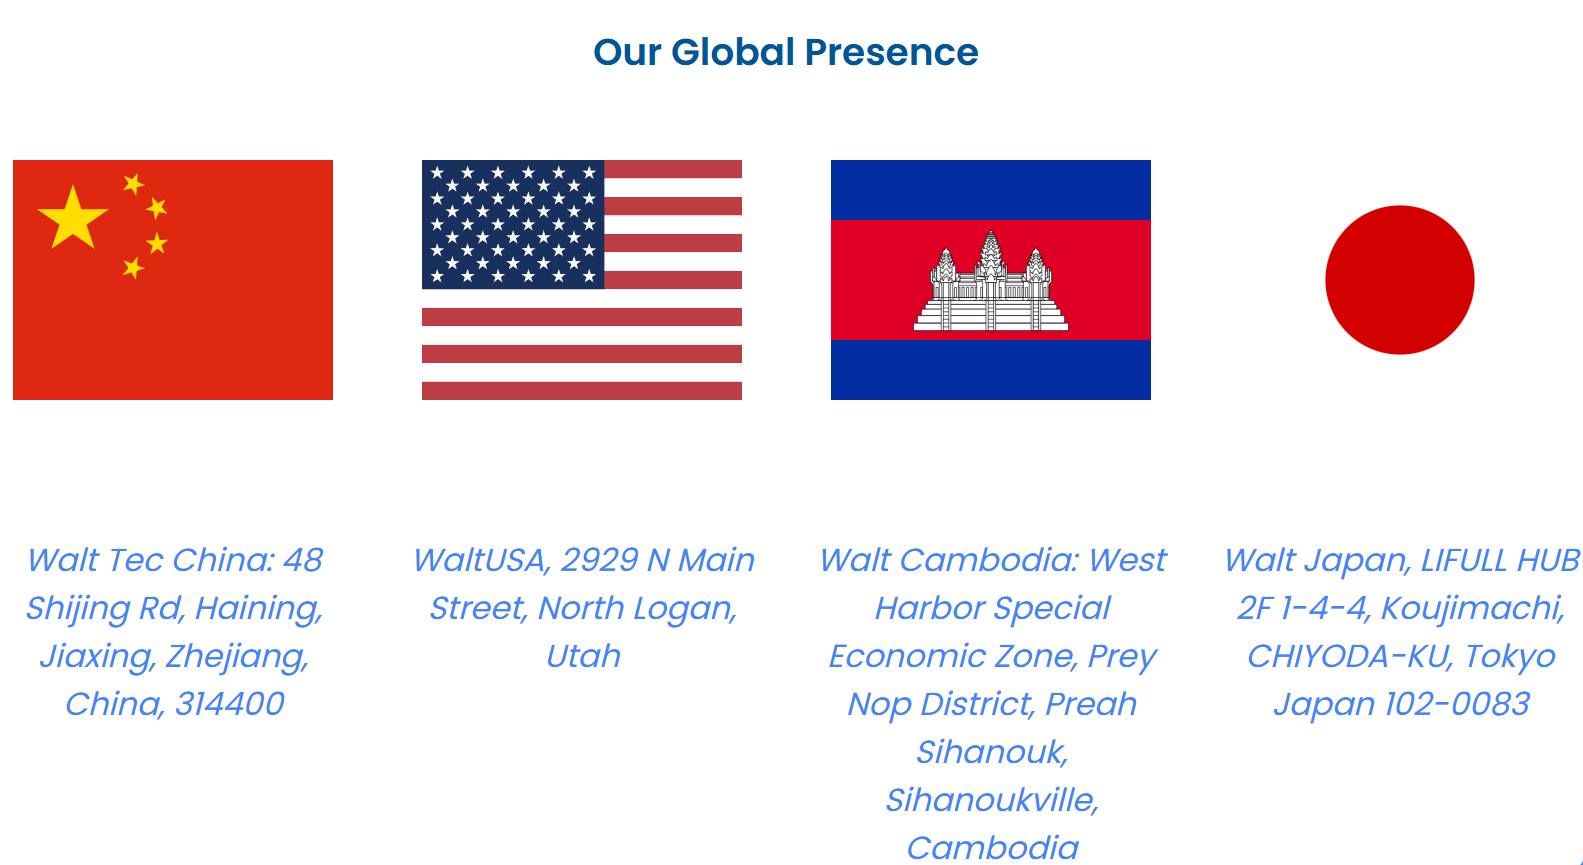 Our Global Presence
Walt Tec China: 48
Shijing Rd, Haining,
Jiaxing, Zhejiang,
China, 314400
WaltUSA, 2929 N Main
Street, North Logan,
Utah
Walt Cambodia: West
Harbor Special
Economic Zone, Prey
Nop District, Preah
Sihanouk,
Sihanoukville,
Cambodia
Walt Japan, LIFULL HUB
2F 1-4-4, Koujimachi,
CHIYODA-KU, Tokyo
Japan 102-0083